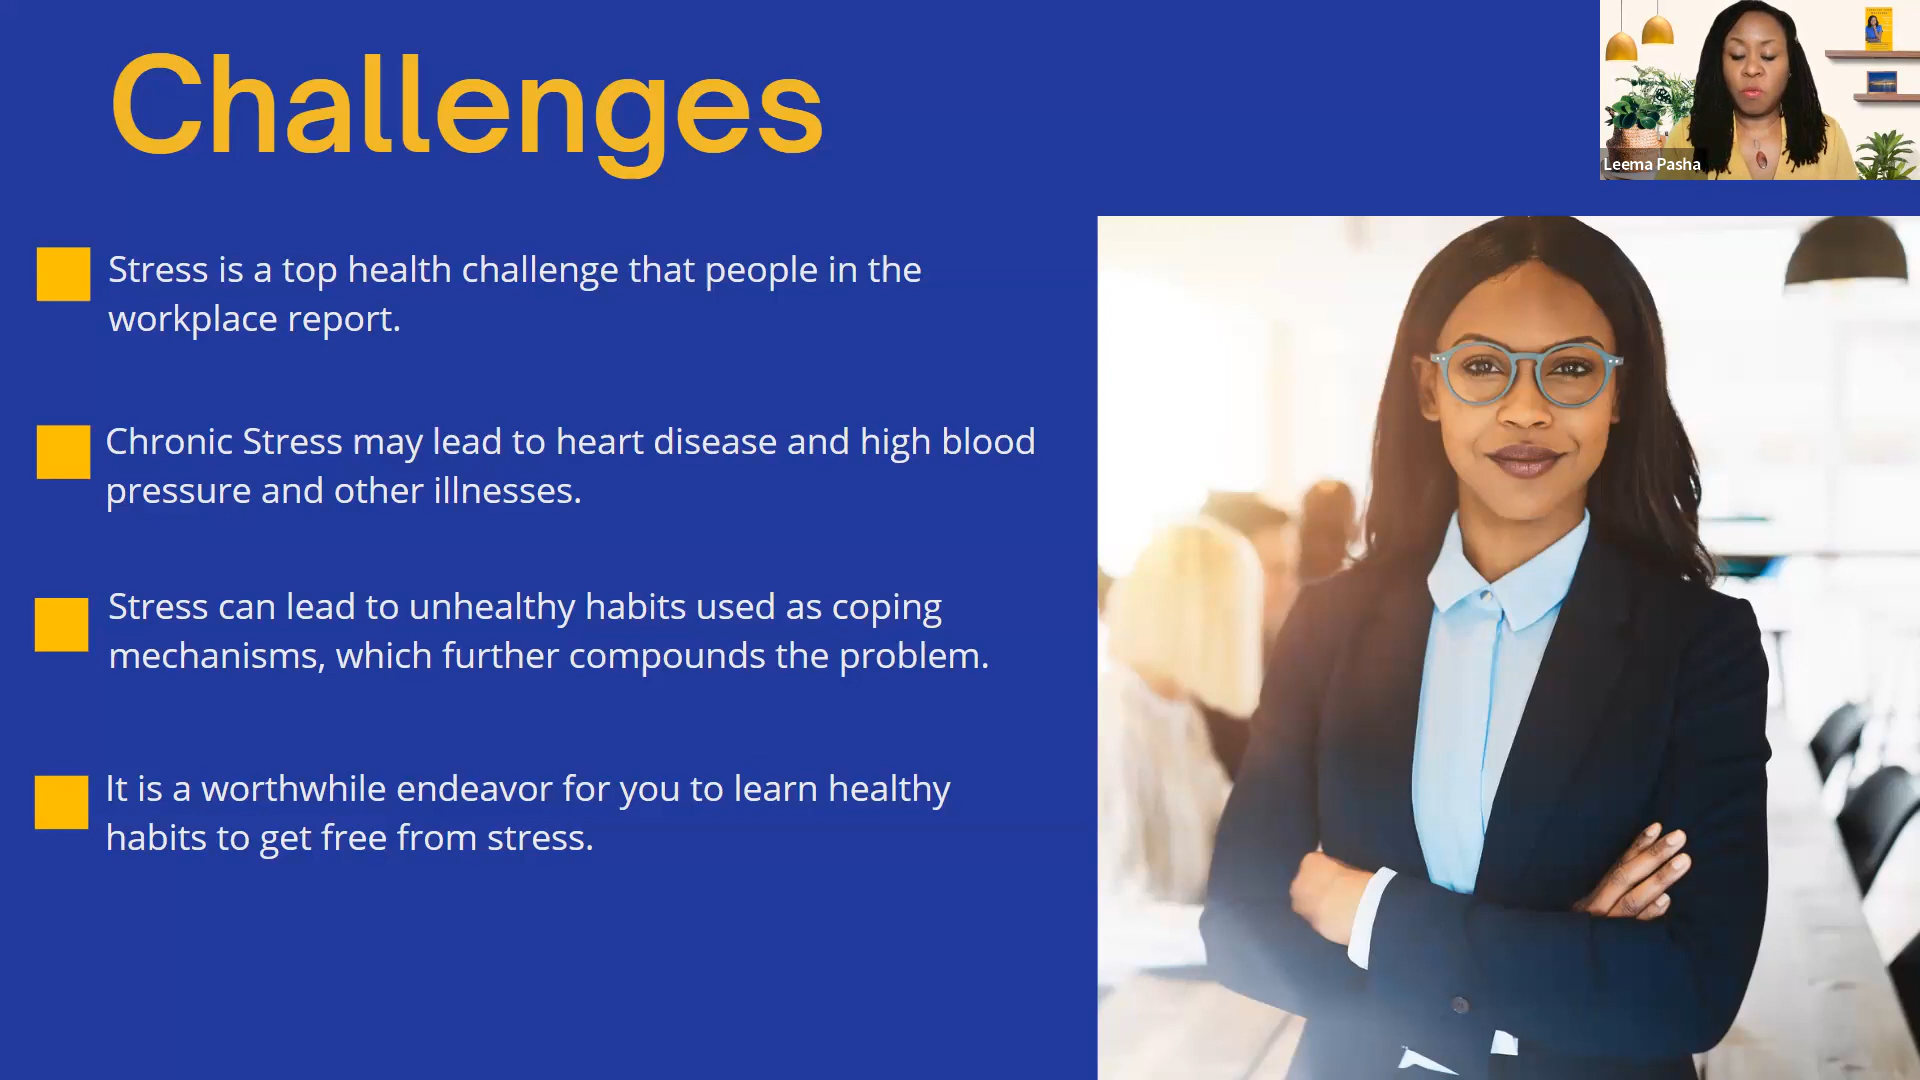 Challenges
Leema Pasha
Stress is a top health challenge that people in the
workplace report.
Chronic Stress may lead to heart disease and high blood
pressure and other illnesses.
Stress can lead to unhealthy habits used as coping
mechanisms, which further compounds the problem.
It is a worthwhile endeavor for you to learn healthy
habits to get free from stress.